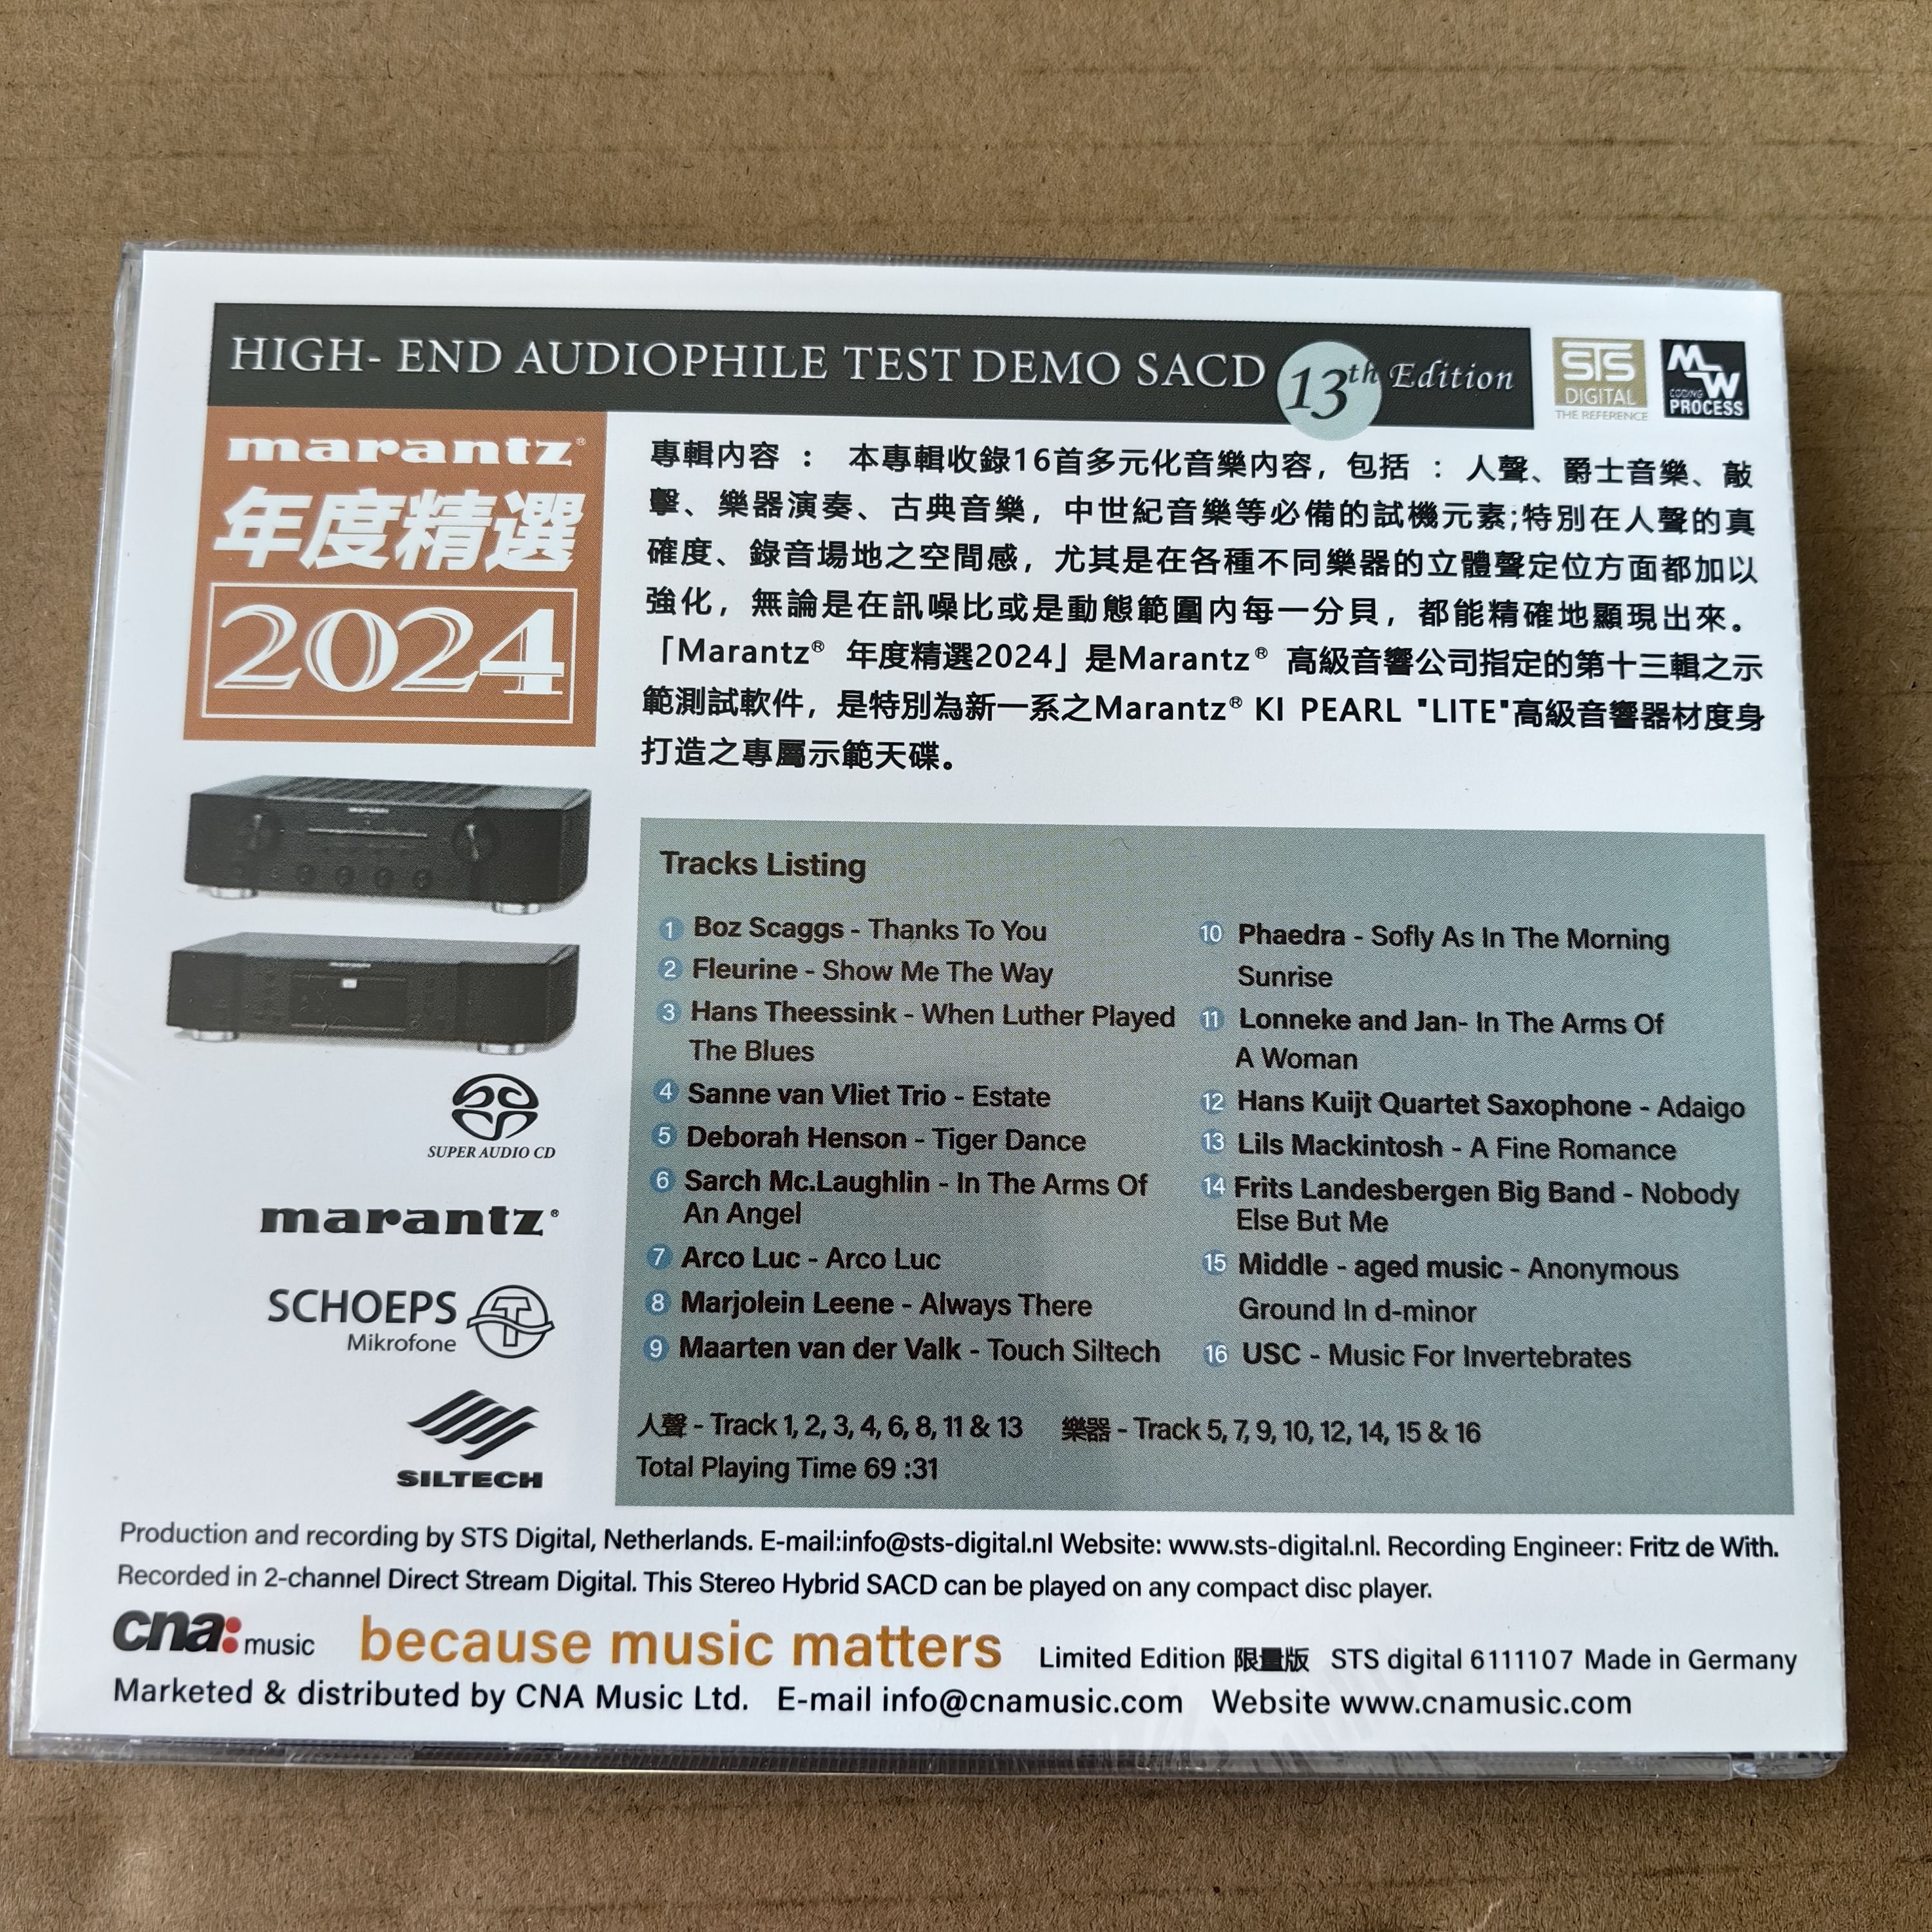 HIGH- END AUDIOPHILE TEST DEMO SACD 13th Edition
STS
DIGITAL
THE REFERENCE
MW
CODING
PROCESS
marantz®
年度精選
2024
專輯內容 ： 本專輯收錄16首多元化音樂內容，包括 ：人聲、爵士音樂、敲
擊、樂器演奏、古典音樂，中世紀音樂等必備的試機元素;特別在人聲的真
確度、錄音場地之空間感，尤其是在各種不同樂器的立體聲定位方面都加以
強化，無論是在訊噪比或是動態範圍內每一分貝，都能精確地顯現出來。
「Marantz® 年度精選2024」是Marantz® 高級音響公司指定的第十三輯之示
範測試軟件，是特別為新一系之Marantz® KI PEARL "LITE"高級音響器材度身
打造之專屬示範天碟。
marantz
marantz
SUPER AUDIO CD
marantz®
SCHOEPS
Mikrofone
SILTECH
Tracks Listing
1 Boz Scaggs - Thanks To You
2 Fleurine - Show Me The Way
3 Hans Theessink - When Luther Played
The Blues
4 Sanne van Vliet Trio - Estate
5 Deborah Henson - Tiger Dance
6 Sarch Mc.Laughlin - In The Arms Of
An Angel
7 Arco Luc - Arco Luc
8 Marjolein Leene - Always There
9 Maarten van der Valk - Touch Siltech
10 Phaedra - Sofly As In The Morning
Sunrise
11 Lonneke and Jan- In The Arms Of
A Woman
12 Hans Kuijt Quartet Saxophone - Adaigo
13 Lils Mackintosh - A Fine Romance
14 Frits Landesbergen Big Band - Nobody
Else But Me
15 Middle - aged music - Anonymous
Ground In d-minor
16 USC - Music For Invertebrates
人聲 - Track 1, 2, 3, 4, 6, 8, 11 & 13 樂器 - Track 5, 7, 9, 10, 12, 14, 15 & 16
Total Playing Time 69 :31
Production and recording by STS Digital, Netherlands. E-mail:info@sts-digital.nl Website: www.sts-digital.nl. Recording Engineer: Fritz de With.
Recorded in 2-channel Direct Stream Digital. This Stereo Hybrid SACD can be played on any compact disc player.
cna: music because music matters Limited Edition 限量版 STS digital 6111107 Made in Germany
Marketed & distributed by CNA Music Ltd. E-mail info@cnamusic.com Website www.cnamusic.com